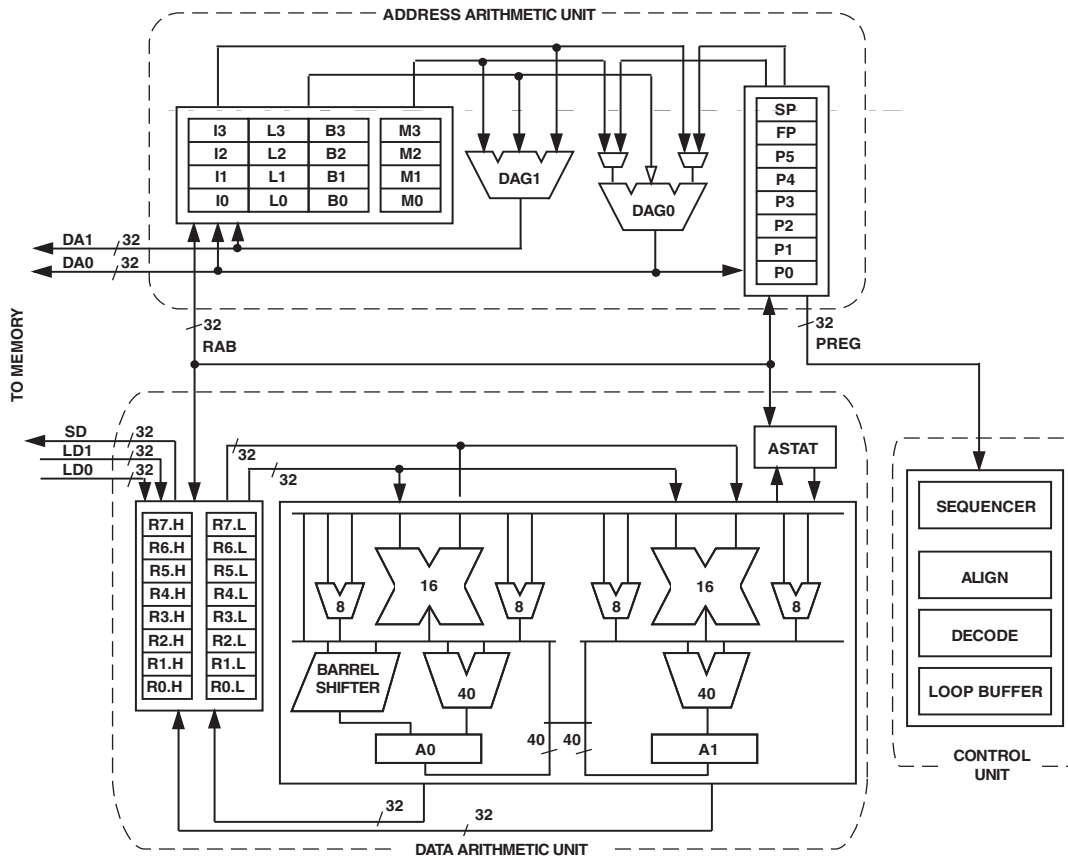 ADDRESS ARITHMETIC UNIT
I3 L3 B3 M3
I2 L2 B2 M2
I1 L1 B1 M1
I0 L0 B0 M0
DAG1
DAG0
SP
FP
P5
P4
P3
P2
P1
P0
DA1 32
DA0 32
TO MEMORY
32
RAB
32
PREG
SD 32
LD1 32
LD0 32
32
32
ASTAT
R7.H R7.L
R6.H R6.L
R5.H R5.L
R4.H R4.L
R3.H R3.L
R2.H R2.L
R1.H R1.L
R0.H R0.L
16
16
8
8
8
8
BARREL
SHIFTER
40
40
A0
40 40
A1
32
32
DATA ARITHMETIC UNIT
SEQUENCER
ALIGN
DECODE
LOOP BUFFER
CONTROL
UNIT